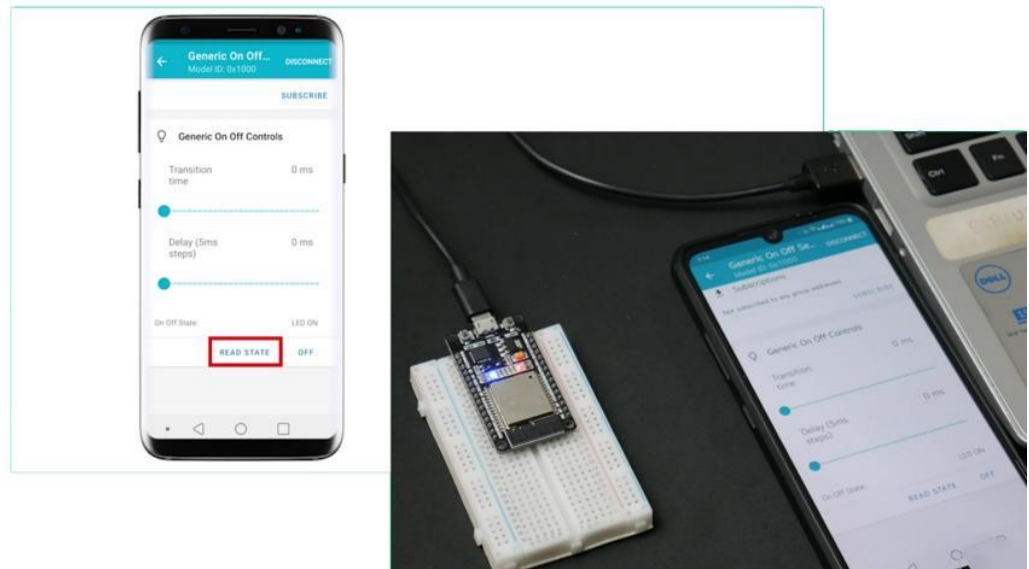 Generic On Off...
Model ID: 0x1000
DISCONNECT
SUBSCRIBE
Generic On Off Controls
Transition
time
0 ms
Delay (5ms
steps)
0 ms
On Off State:
LED ON
READ STATE
OFF
Generic On Off Se...
Model ID: 0x1000
DISCONNECT
Subscriptions
Not subscribed to any group addresses.
SUBSCRIBE
Generic On Off Controls
Transition
time
0 ms
Delay (5ms
steps)
0 ms
On Off State:
LED ON
READ STATE
OFF
Ctrl
Fn
DELL